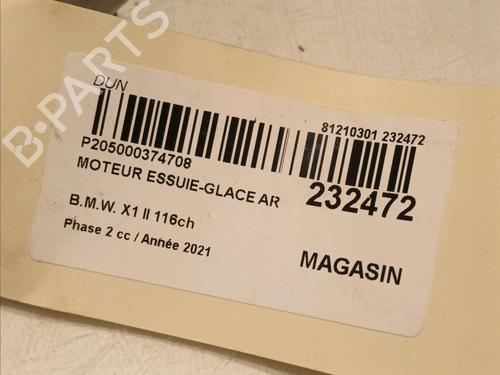 B-PARTS
DUN
81210301 232472
P205000374708
MOTEUR ESSUIE-GLACE AR
232472
B.M.W. X1 II 116ch
Phase 2 cc / Année 2021
MAGASIN